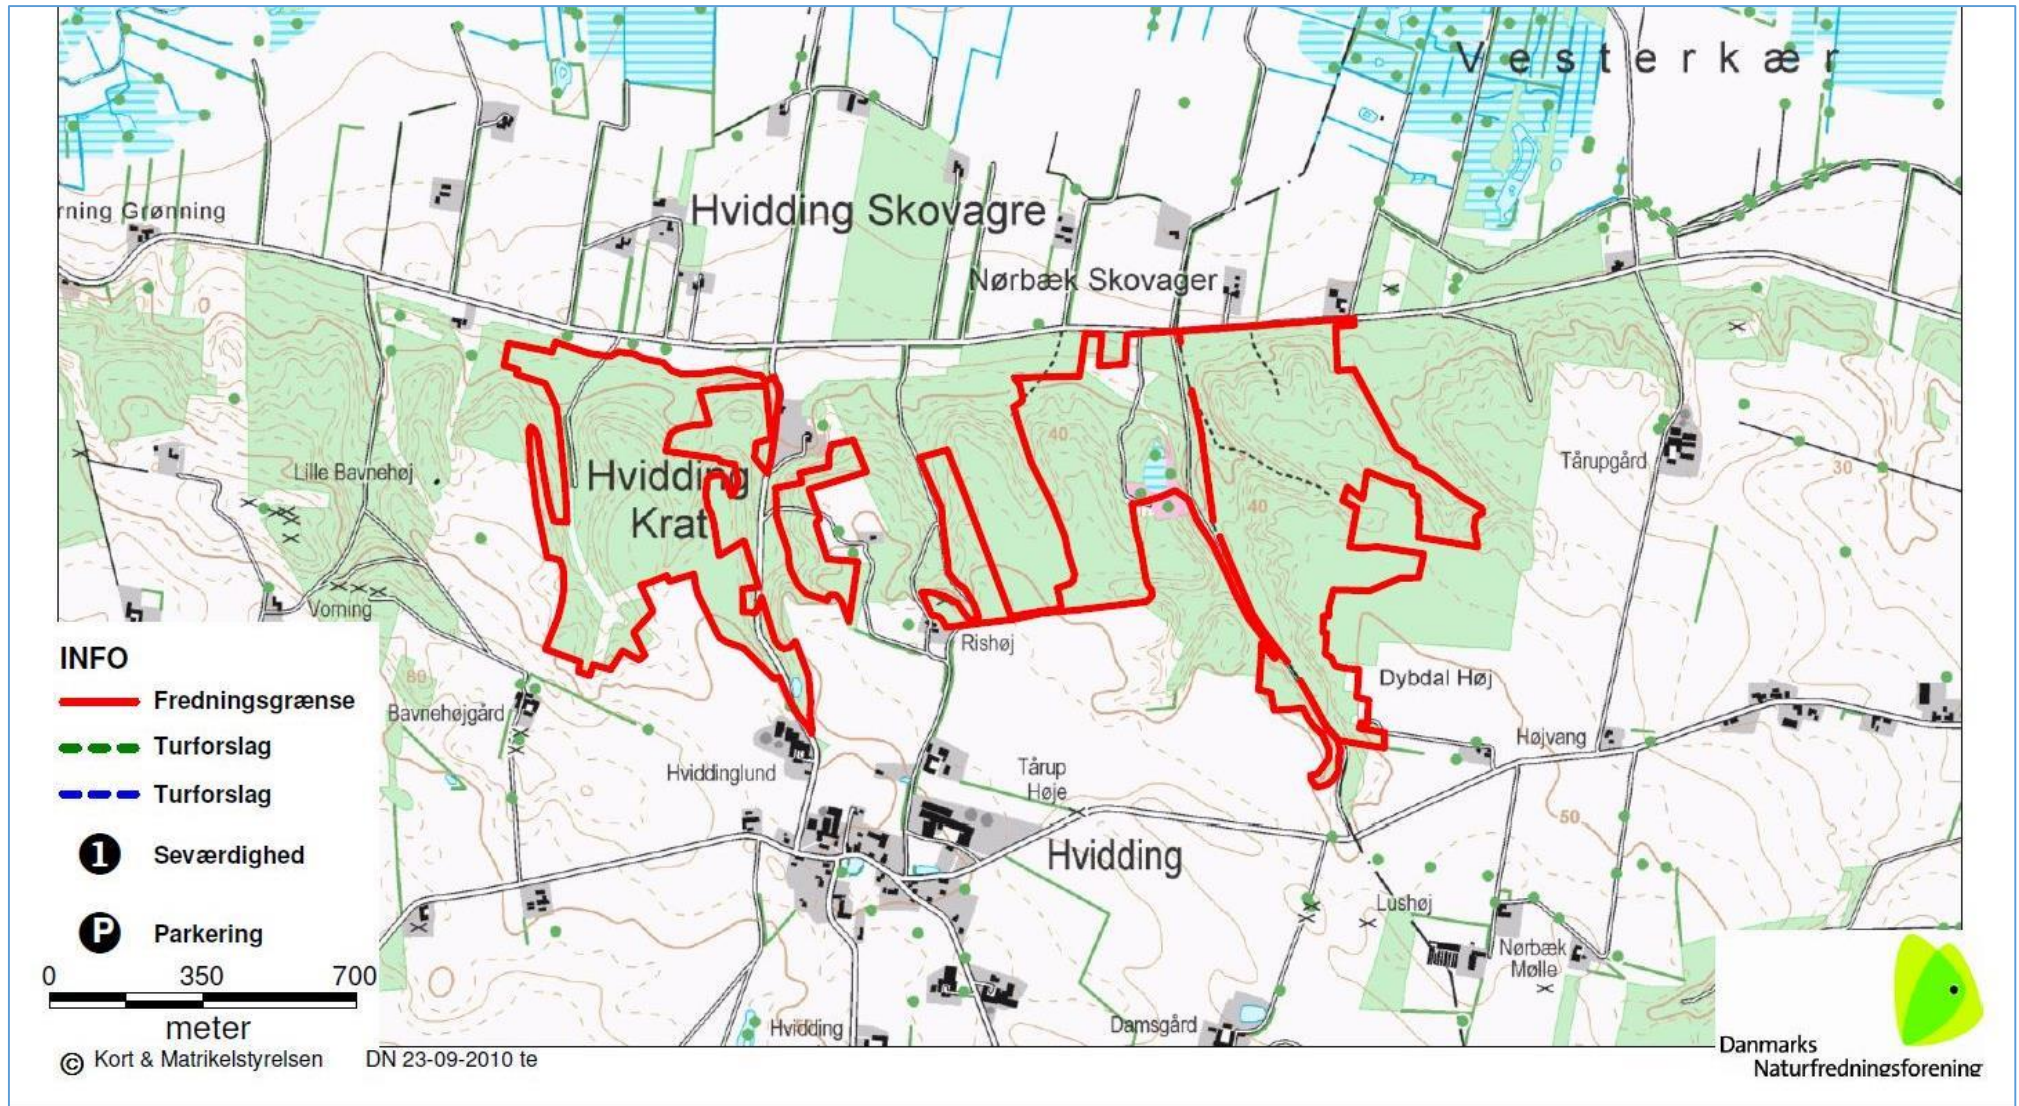 Vesterkær
rning Grønning
Hvidding Skovagre
Nørbæk Skovager
40
Lille Bavnehøj
Hvidding
Krat
40
Tårupgård
30
Vorning
Rishøj
80
Dybdal Høj
Bavnehøjgård
Højvang
Hviddinglund
Tårup
Høje
50
Hvidding
Lushøj
Nørbæk
Mølle
Hvidding
Damsgård
INFO
Fredningsgrænse
Turforslag
Turforslag
1 Seværdighed
P Parkering
0 350 700
meter
© Kort & Matrikelstyrelsen DN 23-09-2010 te
Danmarks
Naturfredningsforening